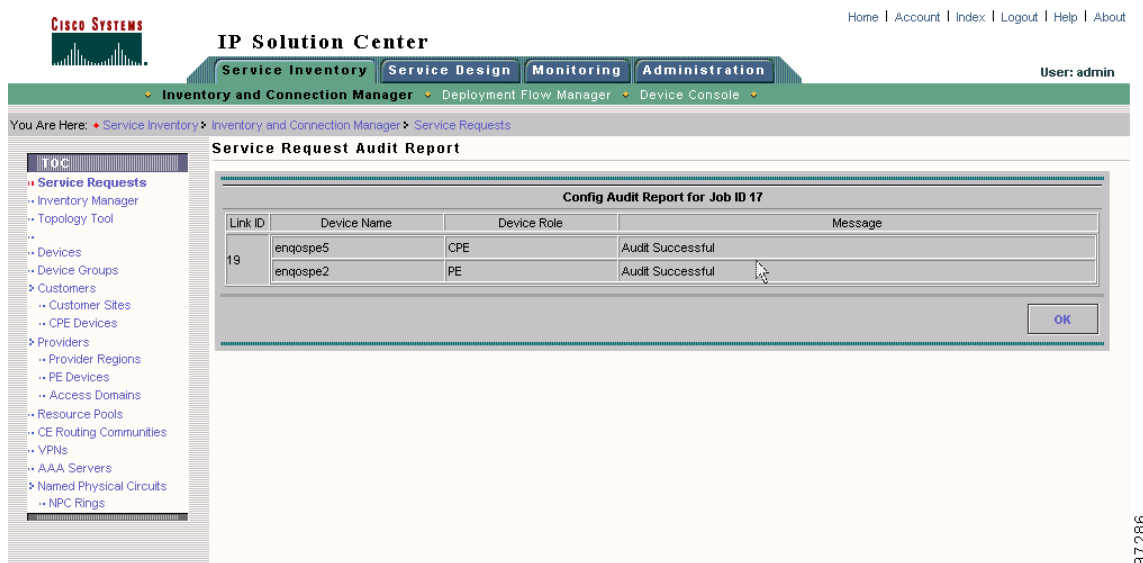 CISCO SYSTEMS
Home | Account | Index | Logout | Help | About
IP Solution Center
Service Inventory Service Design Monitoring Administration
User: admin
Inventory and Connection Manager Deployment Flow Manager Device Console
You Are Here: Service Inventory Inventory and Connection Manager Service Requests
Service Request Audit Report
TOC
Service Requests
Inventory Manager
Topology Tool
Devices
Device Groups
Customers
Customer Sites
CPE Devices
Providers
Provider Regions
PE Devices
Access Domains
Resource Pools
CE Routing Communities
VPNs
AAA Servers
Named Physical Circuits
NPC Rings
Config Audit Report for Job ID 17
Link ID Device Name Device Role Message
19 enqospe5 CPE Audit Successful
enqospe2 PE Audit Successful
OK
97286